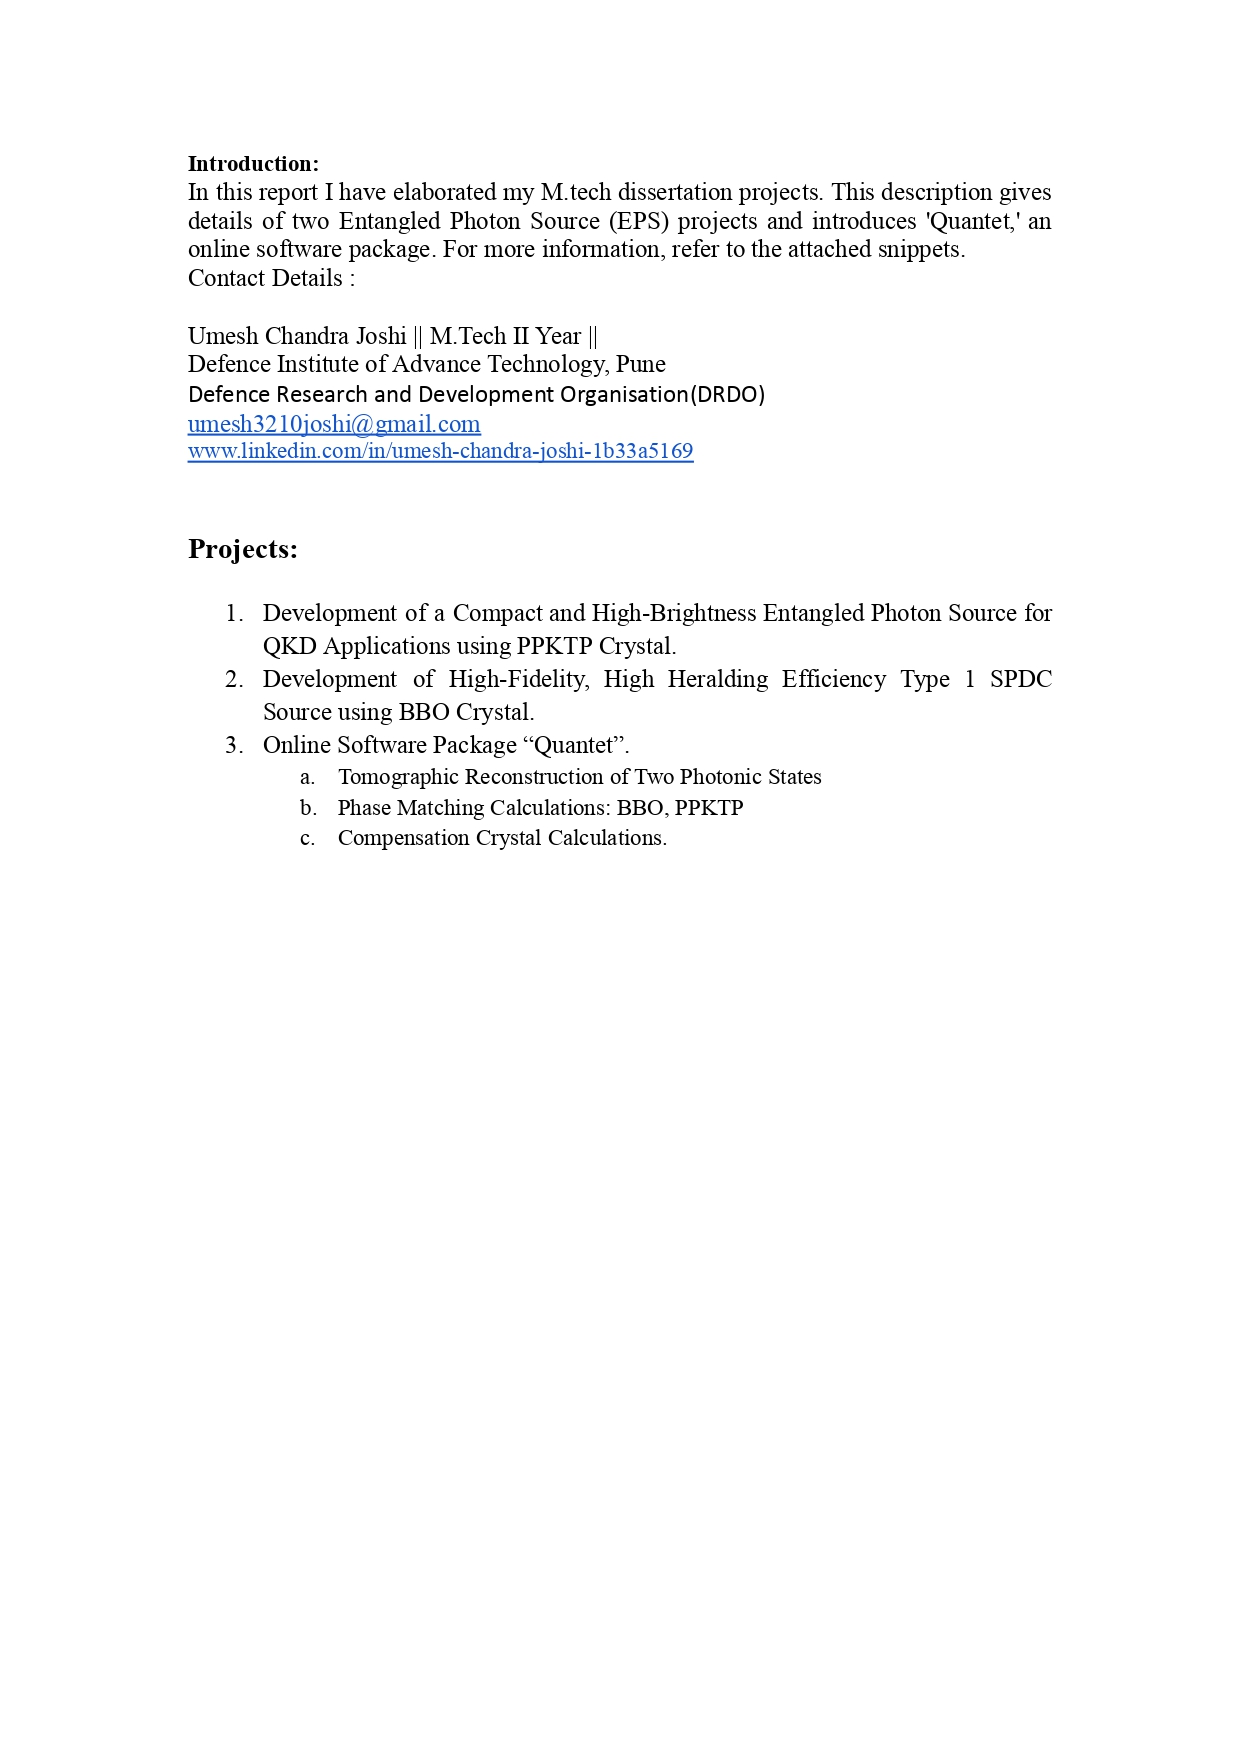 Introduction:
In this report I have elaborated my M.tech dissertation projects. This description gives
details of two Entangled Photon Source (EPS) projects and introduces 'Quantet,' an
online software package. For more information, refer to the attached snippets.
Contact Details :
Umesh Chandra Joshi || M.Tech II Year ||
Defence Institute of Advance Technology, Pune
Defence Research and Development Organisation(DRDO)
umesh3210joshi@gmail.com
www.linkedin.com/in/umesh-chandra-joshi-1b33a5169
Projects:
1. Development of a Compact and High-Brightness Entangled Photon Source for
QKD Applications using PPKTP Crystal.
2. Development of High-Fidelity, High Heralding Efficiency Type 1 SPDC
Source using BBO Crystal.
3. Online Software Package “Quantet”.
a. Tomographic Reconstruction of Two Photonic States
b. Phase Matching Calculations: BBO, PPKTP
c. Compensation Crystal Calculations.